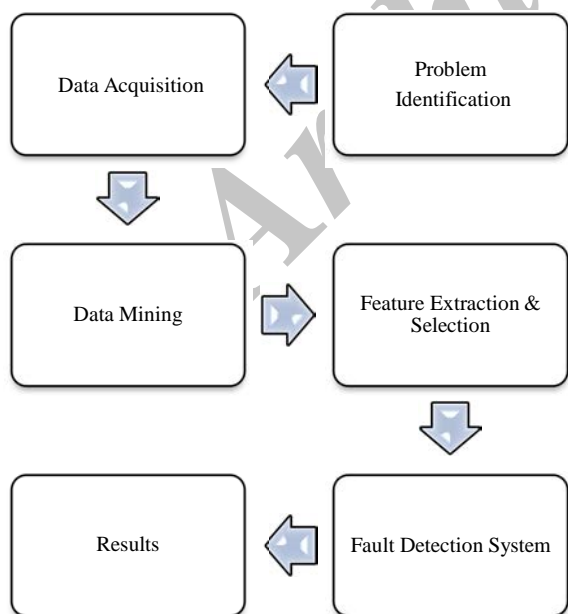 Data Acquisition
Problem
Identification
Data Mining
Feature Extraction &
Selection
Results
Fault Detection System